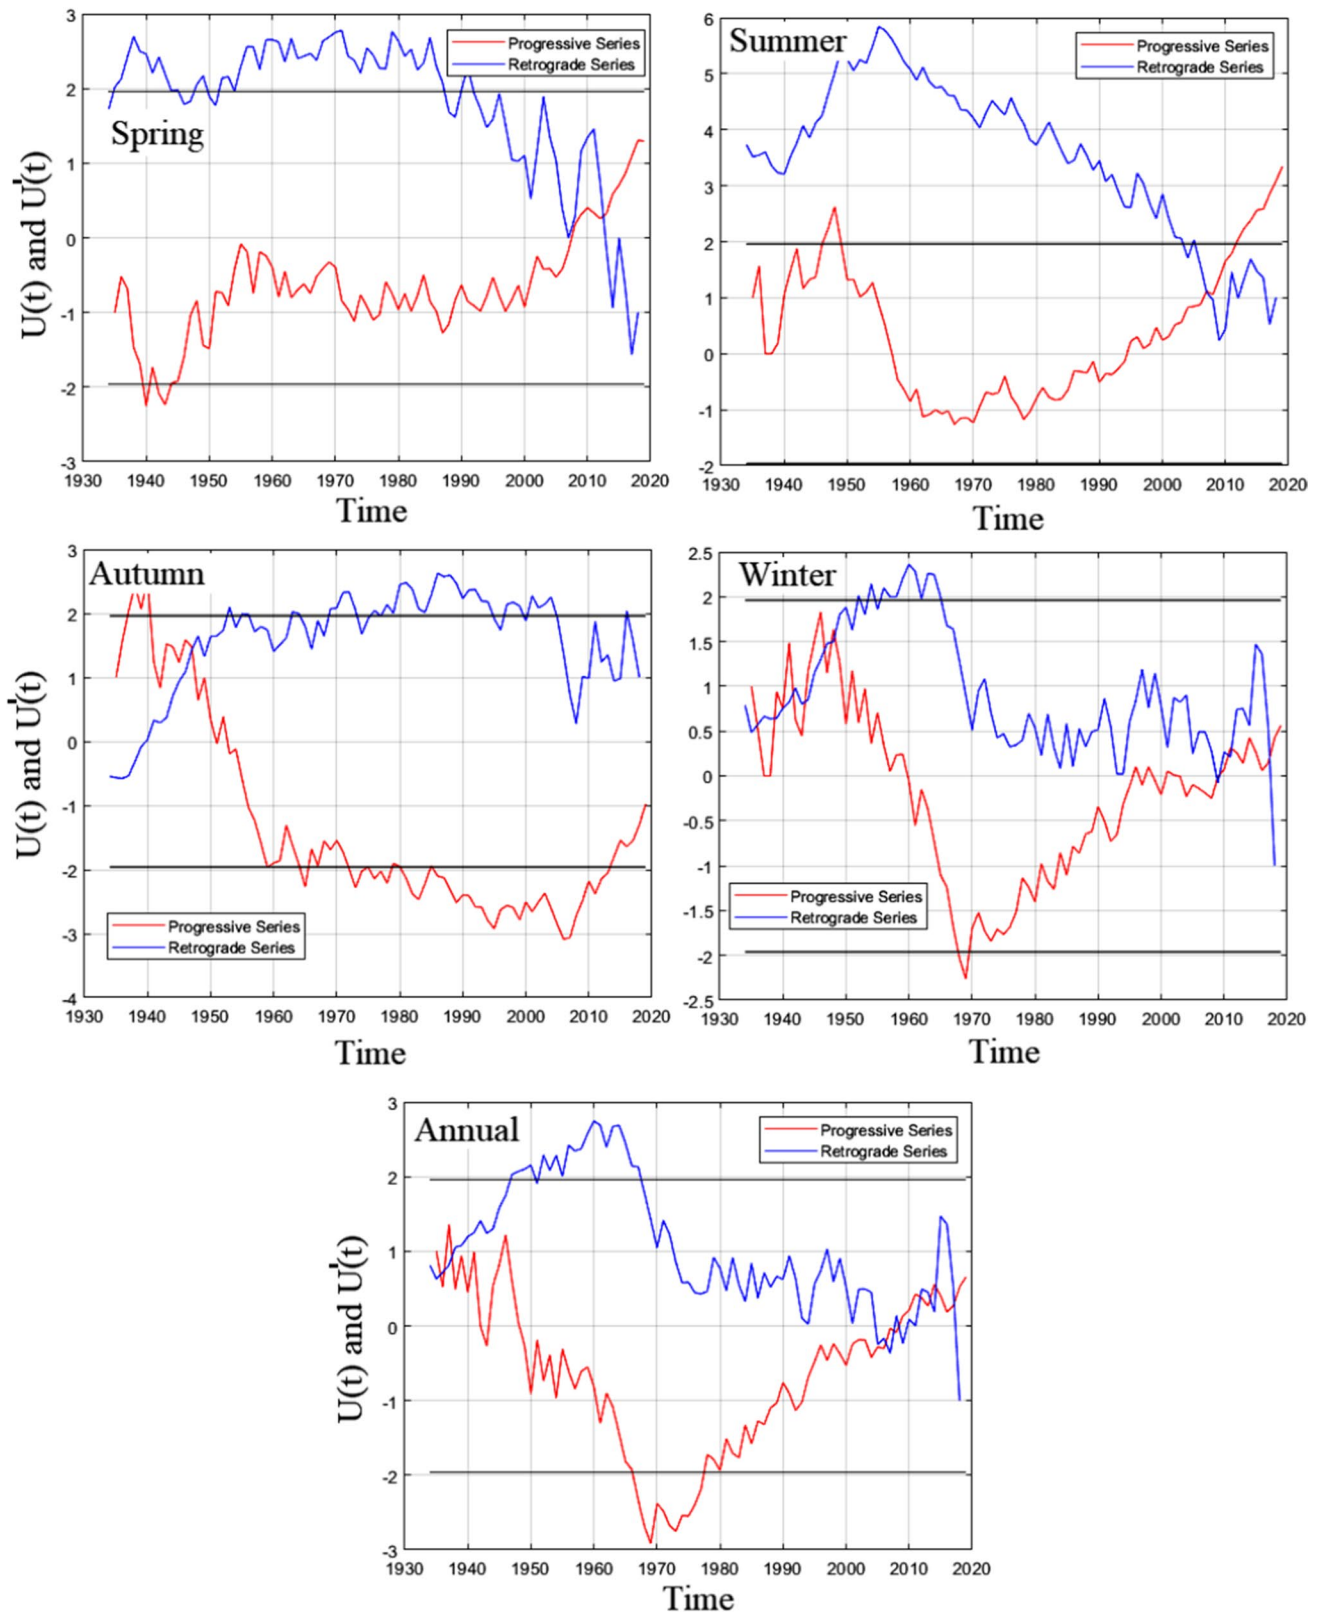 Spring
Progressive Series
Retrograde Series
3
2
1
0
-1
-2
-3
U(t) and U'(t)
1930 1940 1950 1960 1970 1980 1990 2000 2010 2020
Time
Summer
Progressive Series
Retrograde Series
6
5
4
3
2
1
0
-1
-2
1930 1940 1950 1960 1970 1980 1990 2000 2010 2020
Time
Autumn
3
2
1
0
-1
-2
-3
-4
U(t) and U'(t)
Progressive Series
Retrograde Series
1930 1940 1950 1960 1970 1980 1990 2000 2010 2020
Time
Winter
2.5
2
1.5
1
0.5
0
-0.5
-1
-1.5
-2
-2.5
Progressive Series
Retrograde Series
1930 1940 1950 1960 1970 1980 1990 2000 2010 2020
Time
Annual
Progressive Series
Retrograde Series
3
2
1
0
-1
-2
-3
U(t) and U'(t)
1930 1940 1950 1960 1970 1980 1990 2000 2010 2020
Time